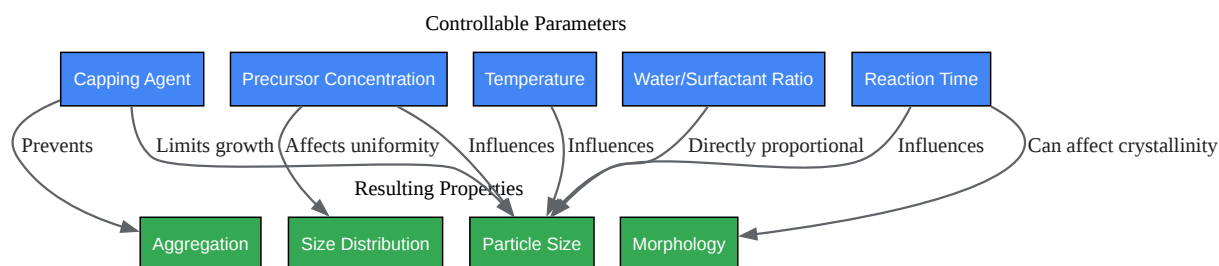 Controllable Parameters
Capping Agent
Precursor Concentration
Temperature
Water/Surfactant Ratio
Reaction Time
Prevents
Limits growth
Affects uniformity
Influences
Influences
Directly proportional
Influences
Can affect crystallinity
Resulting Properties
Aggregation
Size Distribution
Particle Size
Morphology